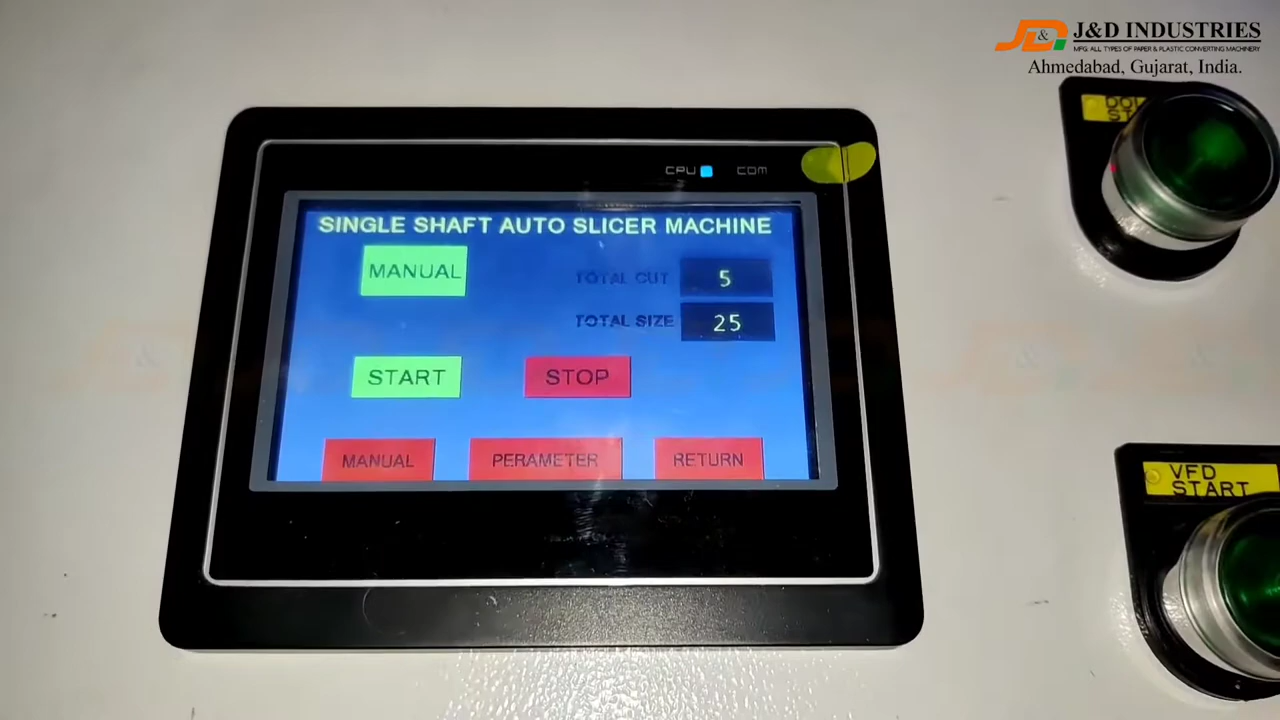 J&D INDUSTRIES
MFG: ALL TYPES OF PAPER & PLASTIC CONVERTING MACHINERY
Ahmedabad, Gujarat, India.
CPU COM
SINGLE SHAFT AUTO SLICER MACHINE
MANUAL
TOTAL CUT 5
TOTAL SIZE 25
START STOP
MANUAL PERAMETER RETURN
VFD
START